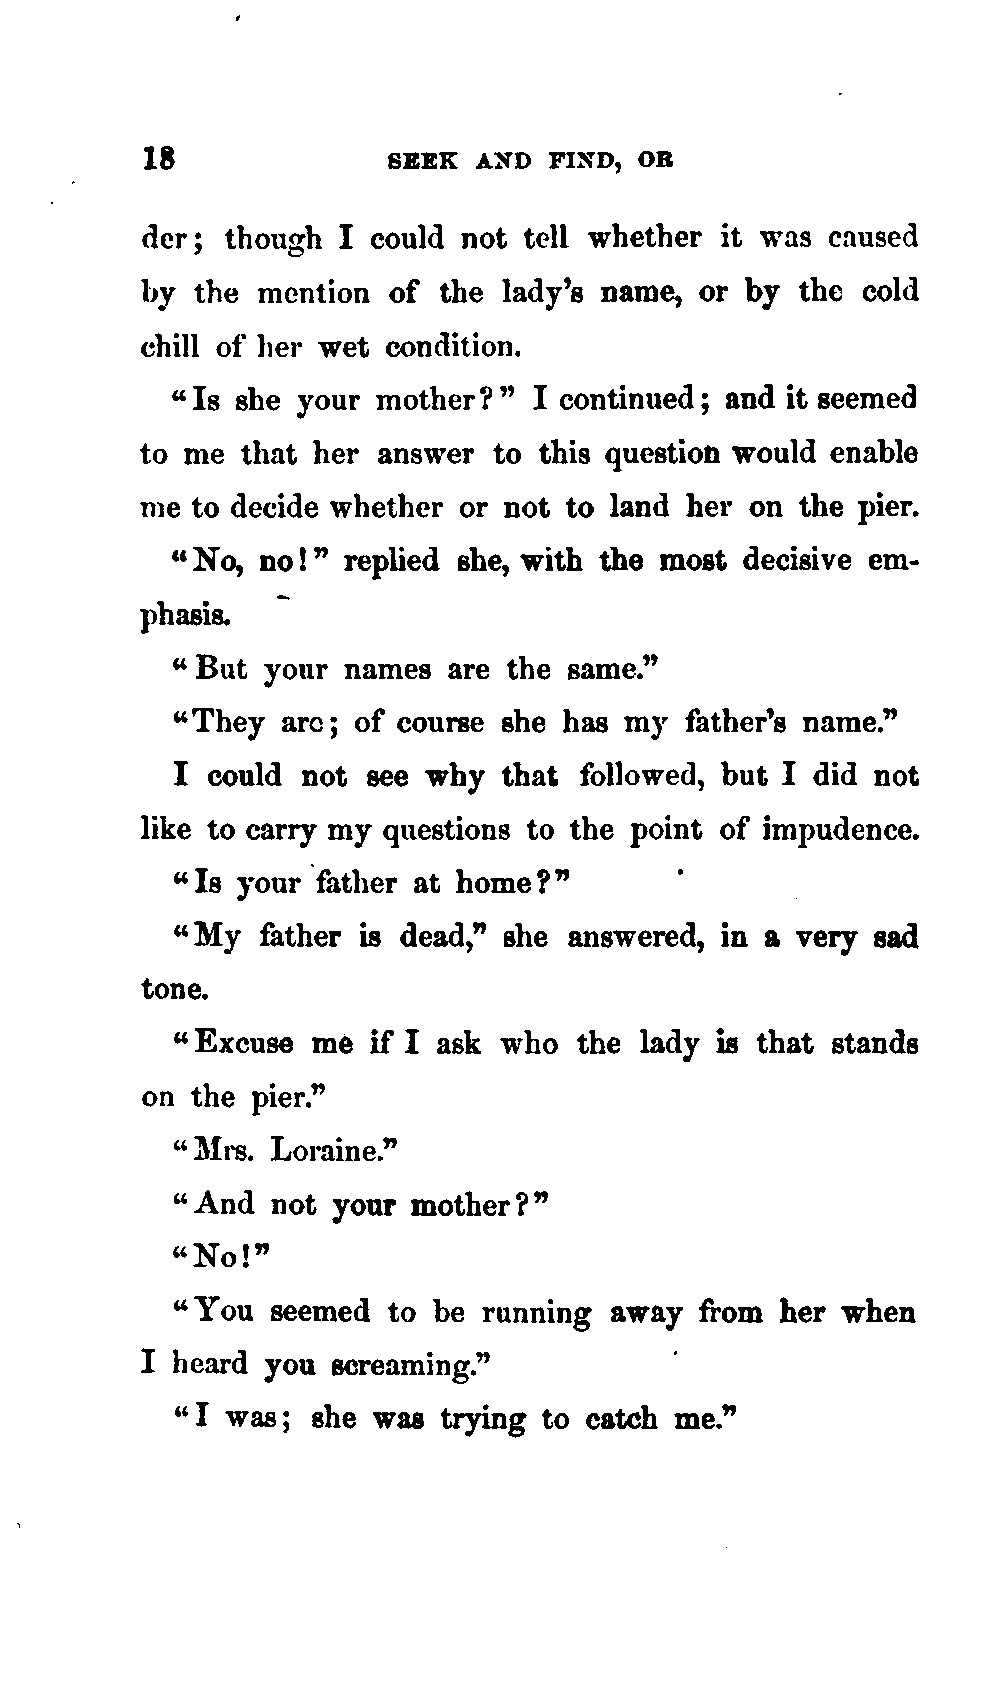 18 SEEK AND FIND, OR
der; though I could not tell whether it was caused
by the mention of the lady's name, or by the cold
chill of her wet condition.
"Is she your mother?" I continued; and it seemed
to me that her answer to this question would enable
me to decide whether or not to land her on the pier.
"No, no!" replied she, with the most decisive em-
phasis.
"But your names are the same."
"They are; of course she has my father's name."
I could not see why that followed, but I did not
like to carry my questions to the point of impudence.
"Is your father at home?"
"My father is dead," she answered, in a very sad
tone.
"Excuse me if I ask who the lady is that stands
on the pier."
"Mrs. Loraine."
"And not your mother?"
"No!"
"You seemed to be running away from her when
I heard you screaming."
"I was; she was trying to catch me."